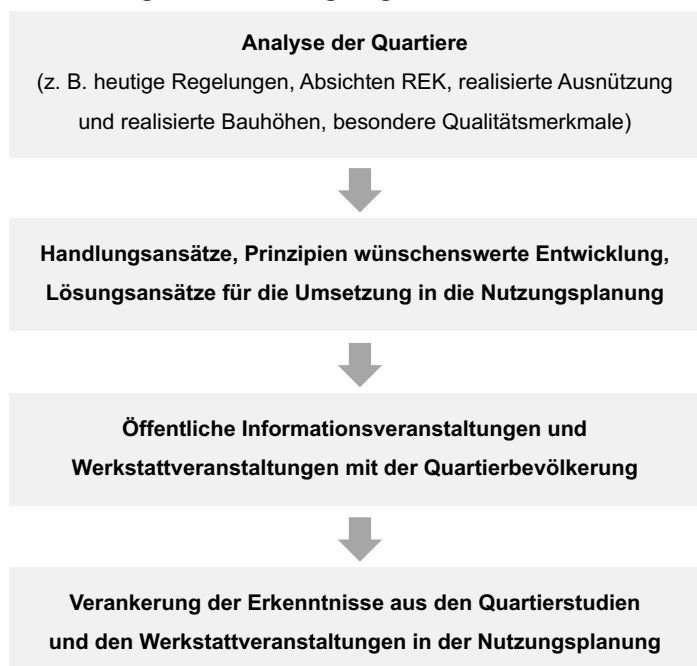 Analyse der Quartiere
(z. B. heutige Regelungen, Absichten REK, realisierte Ausnützung
und realisierte Bauhöhen, besondere Qualitätsmerkmale)
Handlungsansätze, Prinzipien wünschenswerte Entwicklung,
Lösungsansätze für die Umsetzung in die Nutzungsplanung
Öffentliche Informationsveranstaltungen und
Werkstattveranstaltungen mit der Quartierbevölkerung
Verankerung der Erkenntnisse aus den Quartierstudien
und den Werkstattveranstaltungen in der Nutzungsplanung